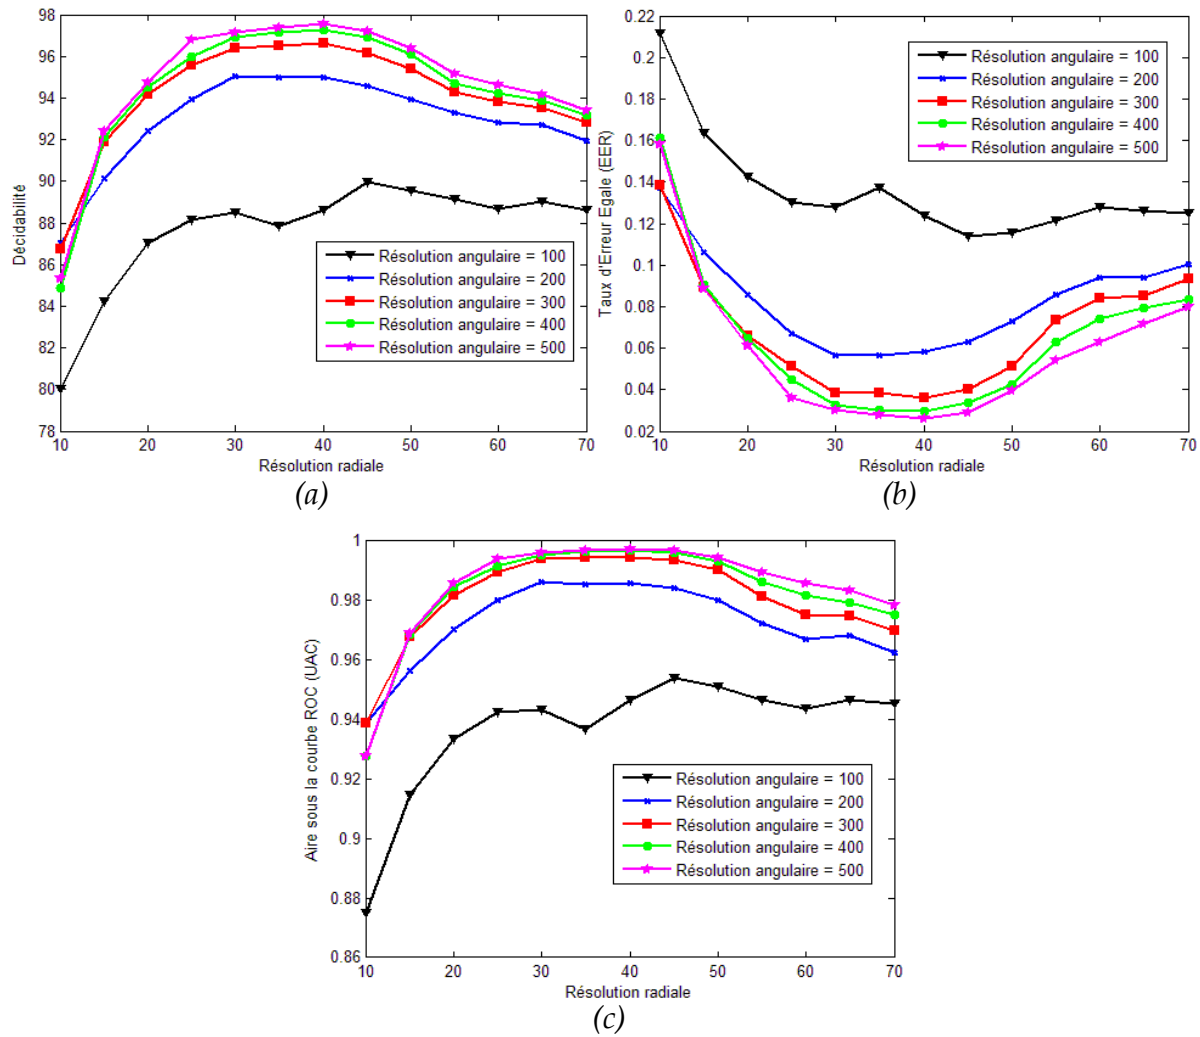 98
96
94
92
90
88
86
84
82
80
78
Décidabilité
Résolution angulaire = 100
Résolution angulaire = 200
Résolution angulaire = 300
Résolution angulaire = 400
Résolution angulaire = 500
10 20 30 40 50 60 70
Résolution radiale
(a)
0.22
0.2
0.18
0.16
0.14
0.12
0.1
0.08
0.06
0.04
0.02
Taux d'Erreur Egale (EER)
Résolution angulaire = 100
Résolution angulaire = 200
Résolution angulaire = 300
Résolution angulaire = 400
Résolution angulaire = 500
10 20 30 40 50 60 70
Résolution radiale
(b)
1
0.98
0.96
0.94
0.92
0.9
0.88
0.86
Aire sous la courbe ROC (UAC)
Résolution angulaire = 100
Résolution angulaire = 200
Résolution angulaire = 300
Résolution angulaire = 400
Résolution angulaire = 500
10 20 30 40 50 60 70
Résolution radiale
(c)